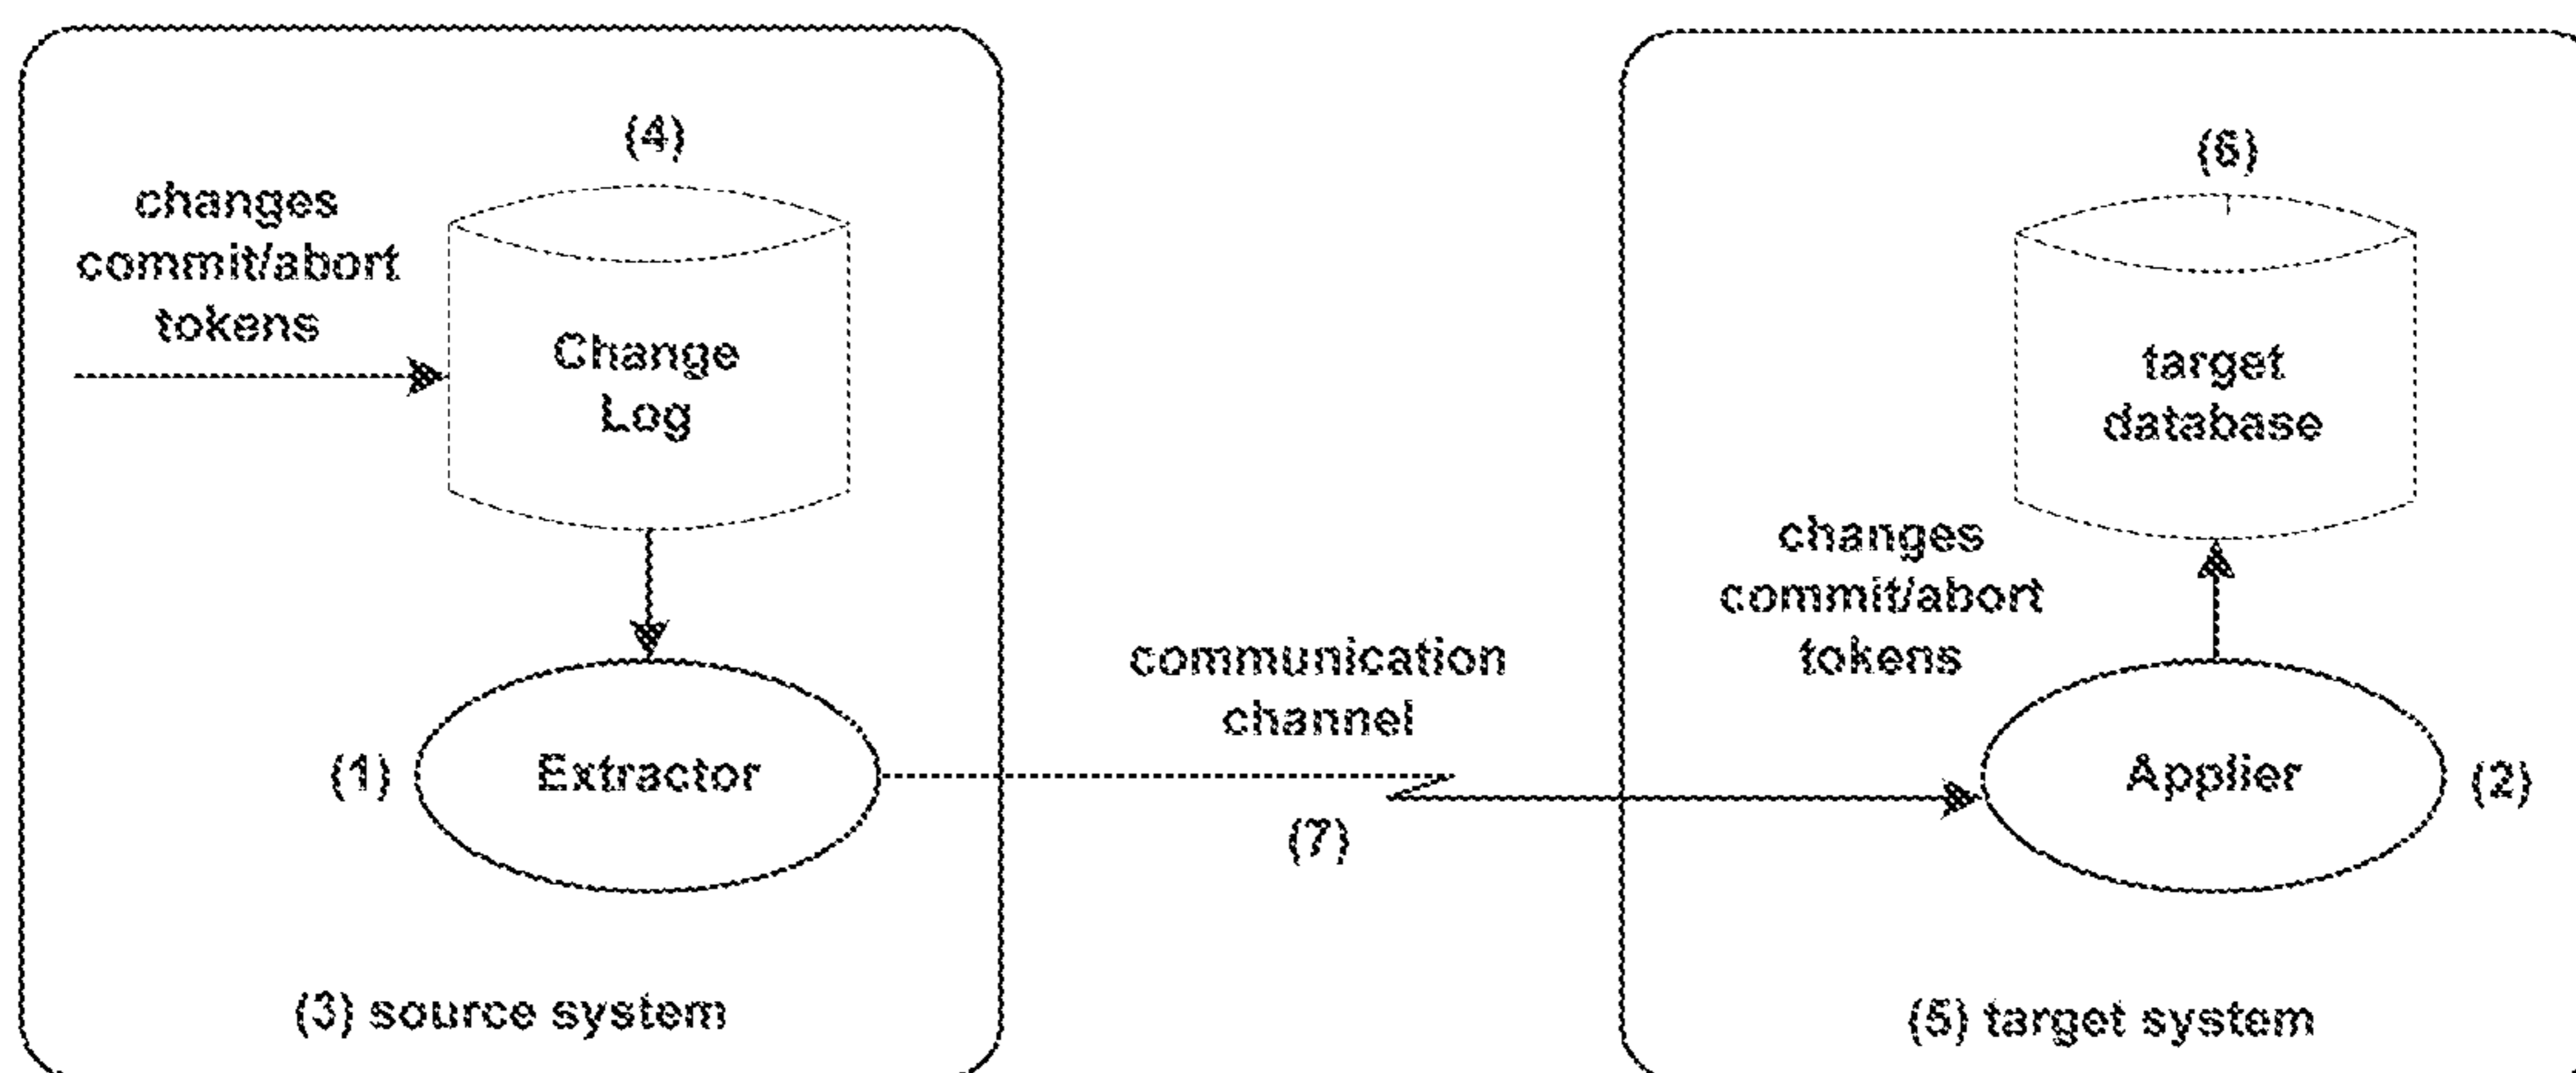 (4)
changes
commit/abort
tokens
Change
Log
(1)
Extractor
(3) source system
communication
channel
(7)
(6)
target
database
changes
commit/abort
tokens
Applier
(2)
(5) target system